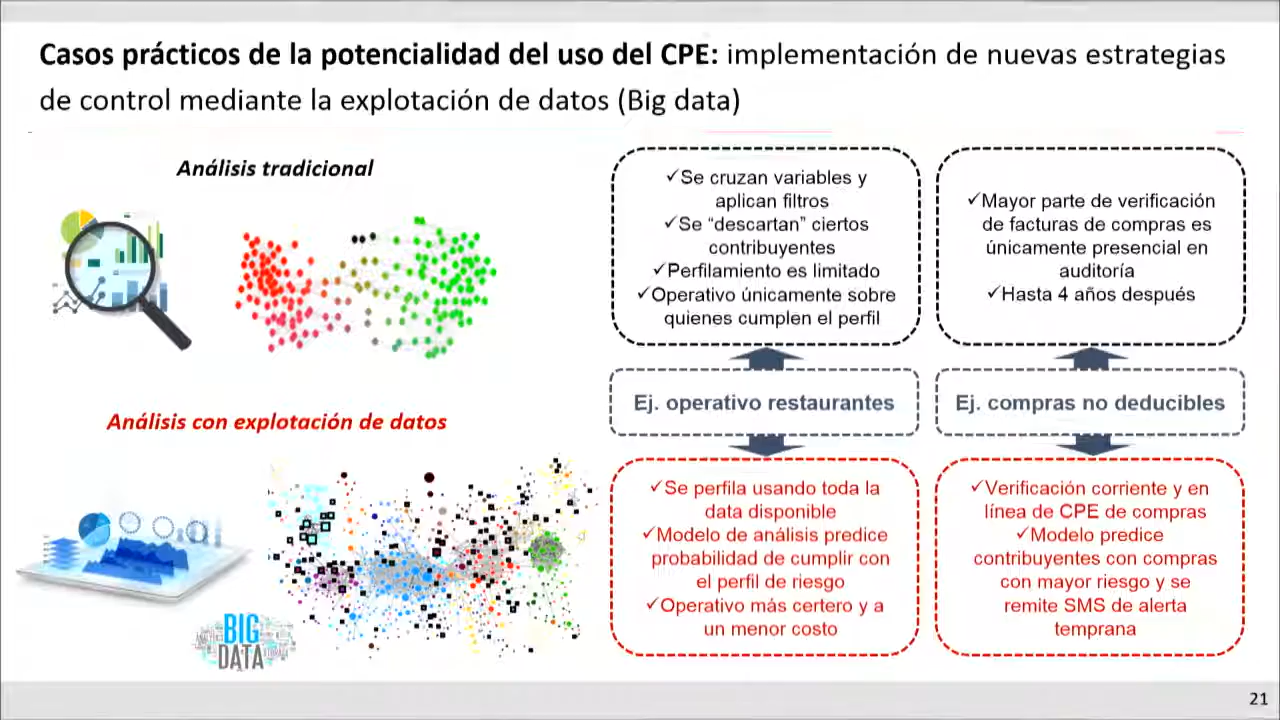 Casos prácticos de la potencialidad del uso del CPE: implementación de nuevas estrategias
de control mediante la explotación de datos (Big data)
Análisis tradicional
✓Se cruzan variables y
aplican filtros
✓Se “descartan” ciertos
contribuyentes
✓Perfilamiento es limitado
✓Operativo únicamente sobre
quienes cumplen el perfil
✓Mayor parte de verificación
de facturas de compras es
únicamente presencial en
auditoría
✓Hasta 4 años después
Ej. operativo restaurantes
Ej. compras no deducibles
Análisis con explotación de datos
✓Se perfila usando toda la
data disponible
✓Modelo de análisis predice
probabilidad de cumplir con
el perfil de riesgo
✓Operativo más certero y a
un menor costo
✓Verificación corriente y en
línea de CPE de compras
✓Modelo predice
contribuyentes con compras
con mayor riesgo y se
remite SMS de alerta
temprana
BIG
DATA
21